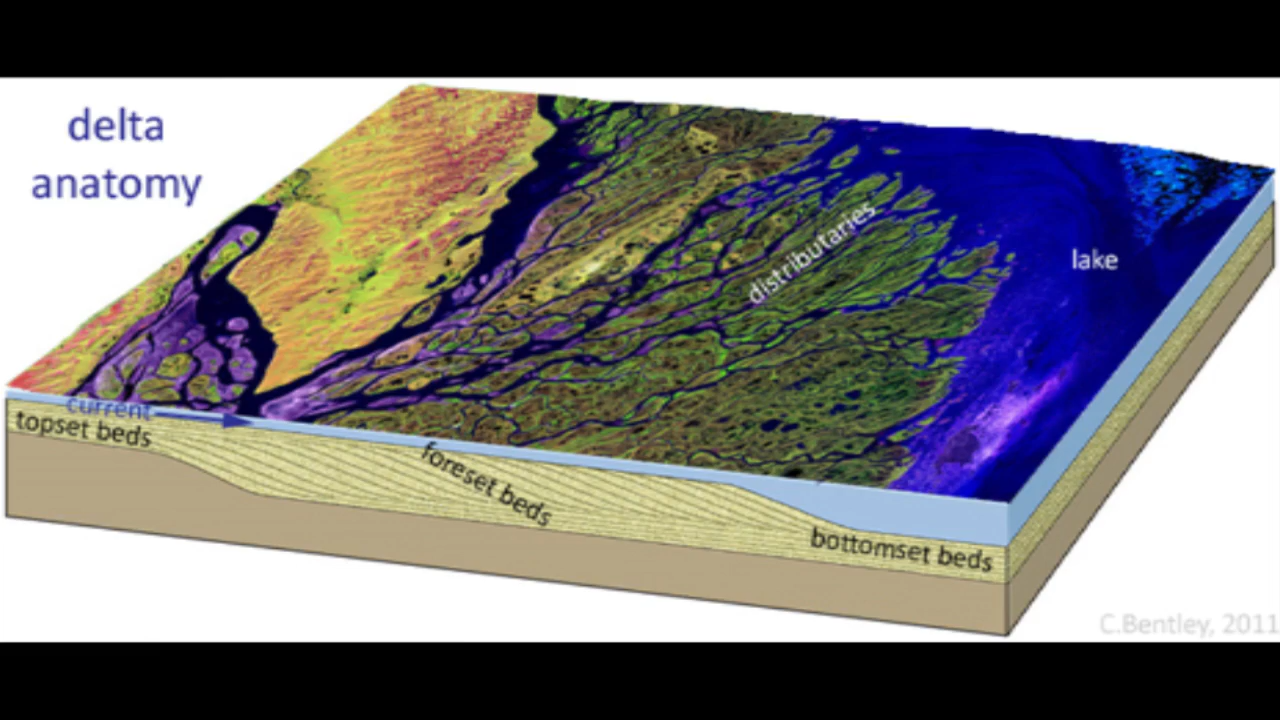 delta
anatomy
distributaries
lake
current
topset beds
foreset beds
bottomset beds
C.Bentley, 2011